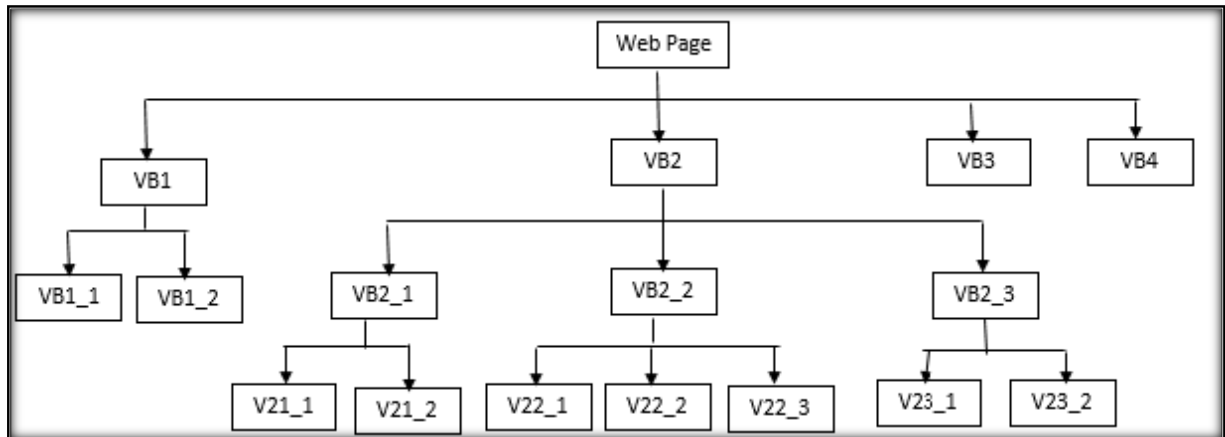 Web Page
VB1
VB2
VB3
VB4
VB1_1
VB1_2
VB2_1
VB2_2
VB2_3
V21_1
V21_2
V22_1
V22_2
V22_3
V23_1
V23_2